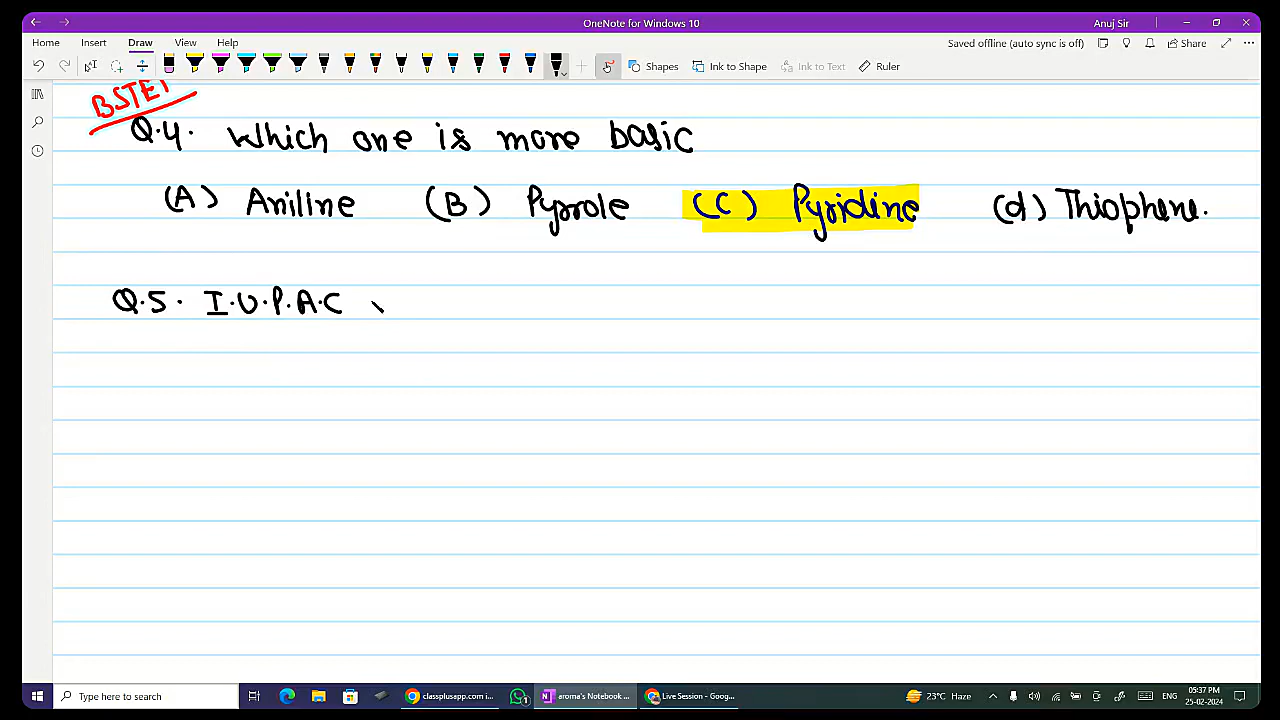 OneNote for Windows 10
Anuj Sir
Home Insert Draw View Help
Saved offline (auto sync is off)
Share
Shapes
Ink to Shape
Ink to Text
Ruler
BSTET
Q.4. Which one is more basic
(A) Aniline (B) Pyrrole (C) Pyridine (d) Thiophene.
Q.5. I.U.P.A.C
Type here to search
classplusapp.com i...
1
aroma's Notebook ...
Live Session - Goog...
23°C Haze
ENG
05:37 PM
25-02-2024